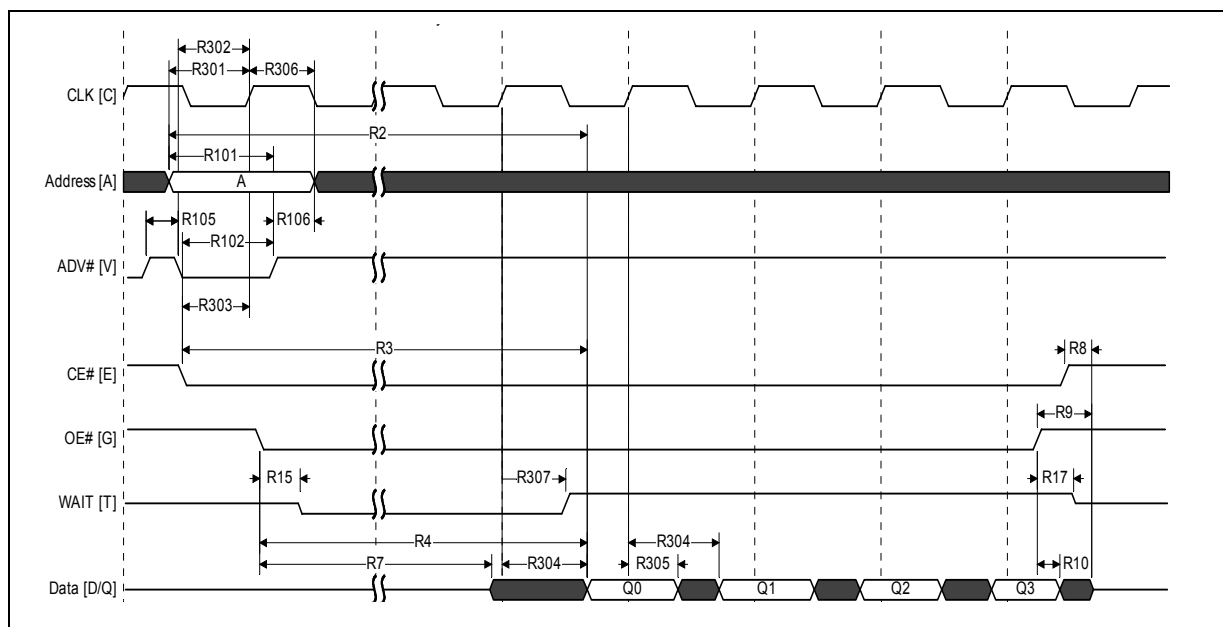 R302
R301 R306
CLK [C]
R2
R101
Address [A] A
R105 R106
R102
ADV# [V]
R303
R3
R8
CE# [E]
R9
OE# [G]
R15 R307 R17
WAIT [T]
R4 R304
R7 R304 R305 R10
Data [D/Q] Q0 Q1 Q2 Q3